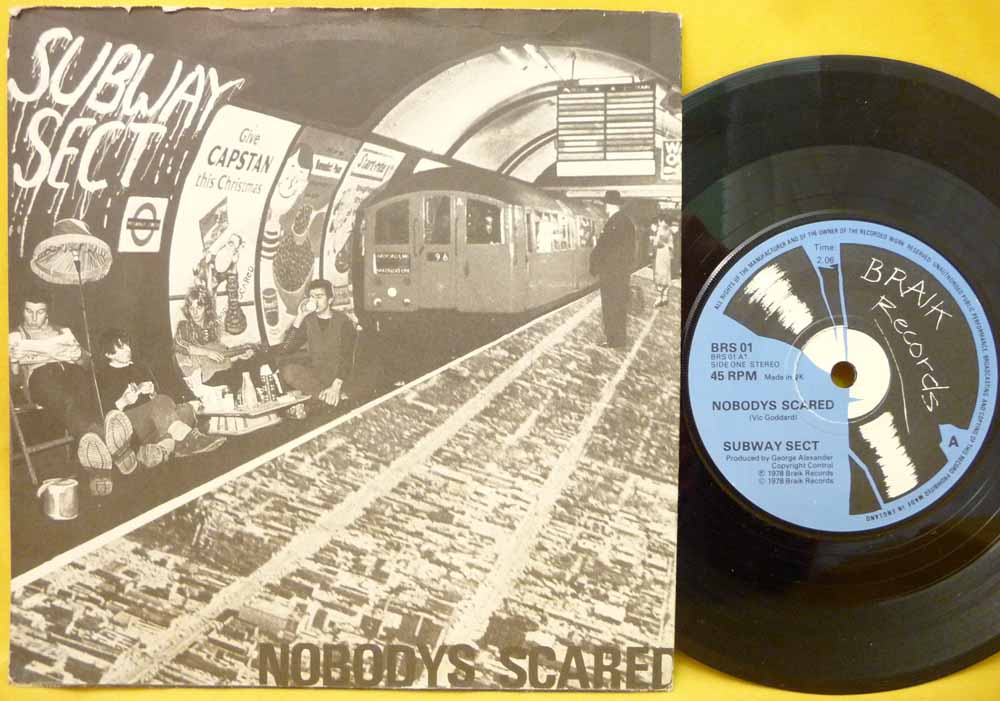 SUBWAY
SECT
Give
CAPSTAN
this Christmas
96
NOBODYS SCARED
ALL RIGHTS OF THE MANUFACTURER AND OF THE OWNER OF THE RECORDED WORK RESERVED. UNAUTHORISED PUBLIC PERFORMANCE, BROADCASTING AND COPYING OF THIS RECORD PROHIBITED MADE IN ENGLAND
Time:
2.06
BRAIK
Records
BRS 01
BRS 01 A1
SIDE ONE STEREO
45 RPM Made in UK
NOBODYS SCARED
(Vic Goddard)
A
SUBWAY SECT
Produced by George Alexander
Copyright Control
℗ 1978 Braik Records
© 1978 Braik Records